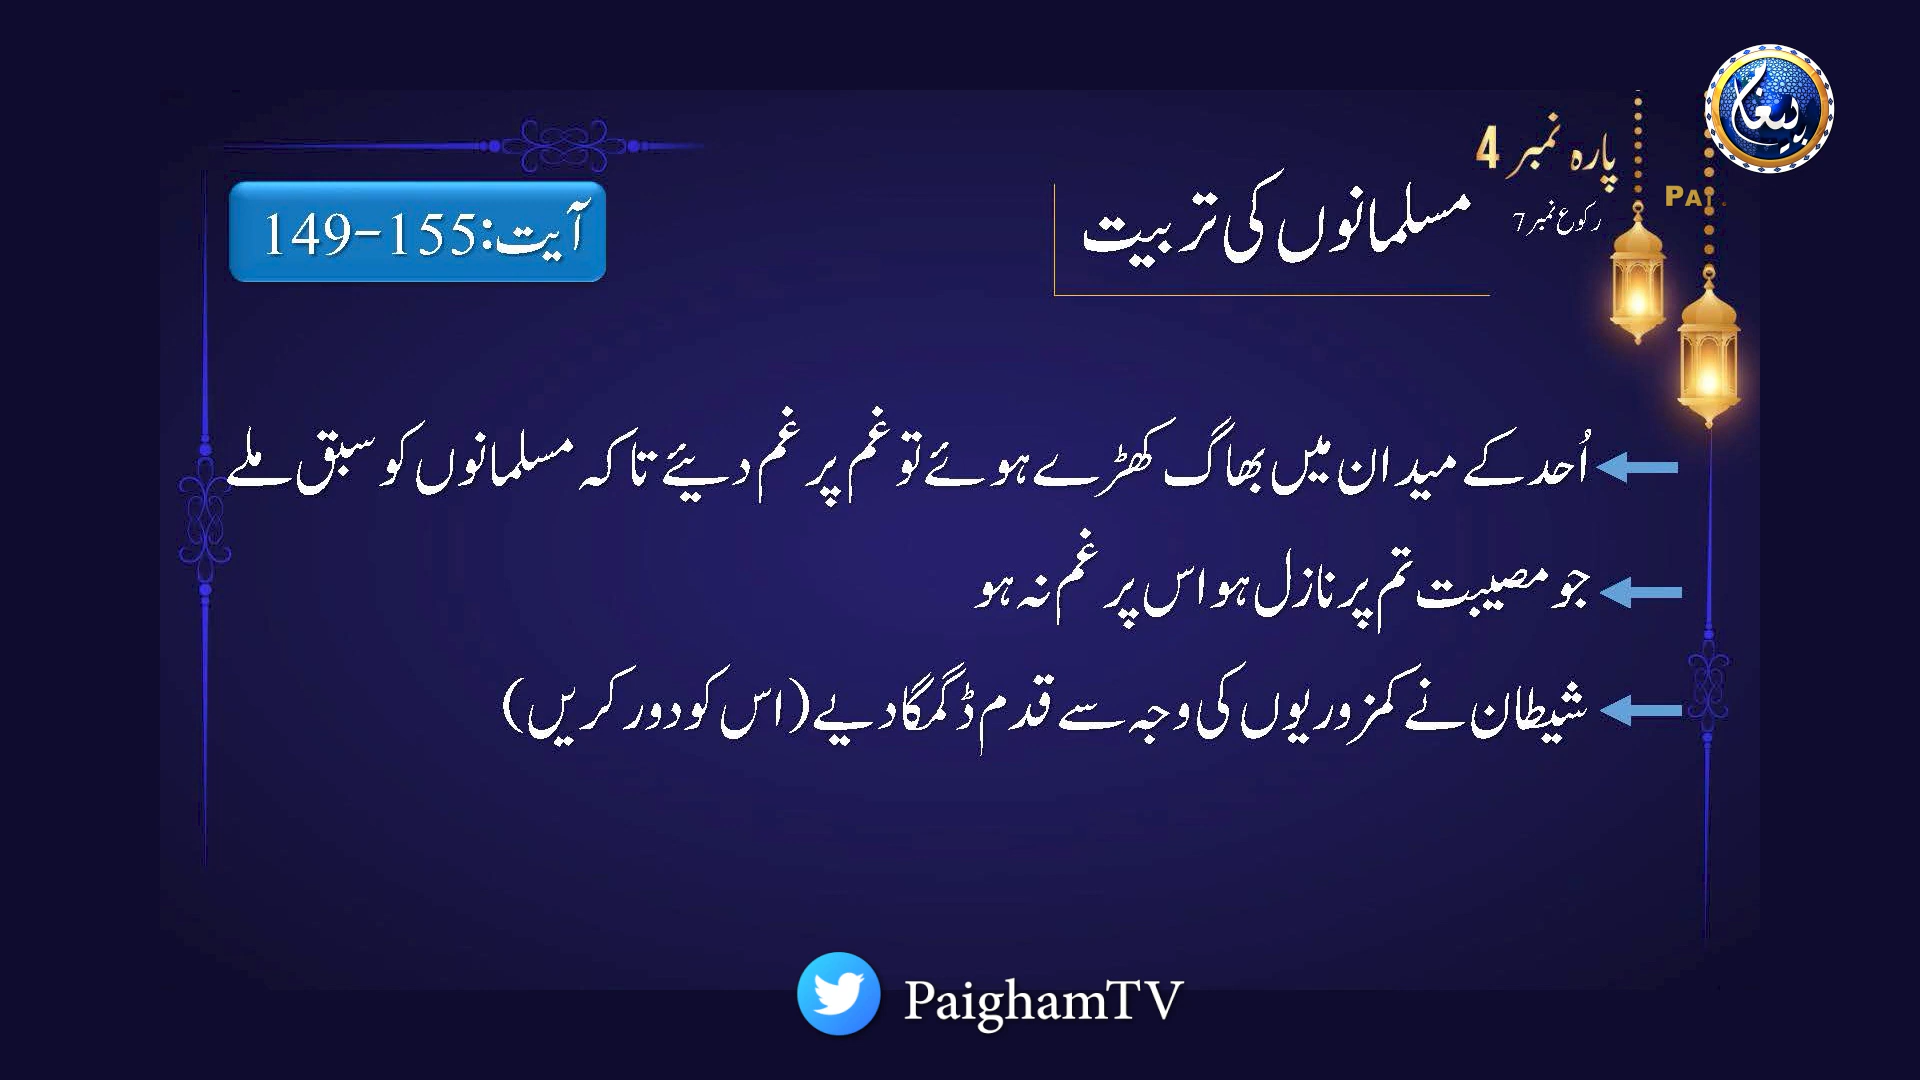 پیغام
پارہ نمبر 4
PA
رکوع نمبر 7
مسلمانوں کی تربیت
آیت:155-149
اُحد کے میدان میں بھاگ کھڑے ہوئے تو غم پر غم دیئے تاکہ مسلمانوں کو سبق ملے
جو مصیبت تم پر نازل ہو اس پر غم نہ ہو
شیطان نے کمزوریوں کی وجہ سے قدم ڈگمگا دیے (اس کو دور کریں)
PaighamTV